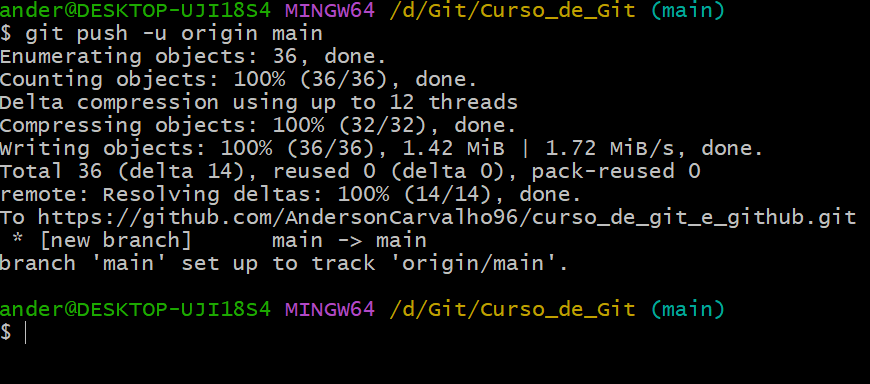 ander@DESKTOP-UJI18S4 MINGW64 /d/Git/Curso_de_Git (main)
$ git push -u origin main
Enumerating objects: 36, done.
Counting objects: 100% (36/36), done.
Delta compression using up to 12 threads
Compressing objects: 100% (32/32), done.
Writing objects: 100% (36/36), 1.42 MiB | 1.72 MiB/s, done.
Total 36 (delta 14), reused 0 (delta 0), pack-reused 0
remote: Resolving deltas: 100% (14/14), done.
To https://github.com/AndersonCarvalho96/curso_de_git_e_github.git
 * [new branch]      main -> main
branch 'main' set up to track 'origin/main'.
ander@DESKTOP-UJI18S4 MINGW64 /d/Git/Curso_de_Git (main)
$